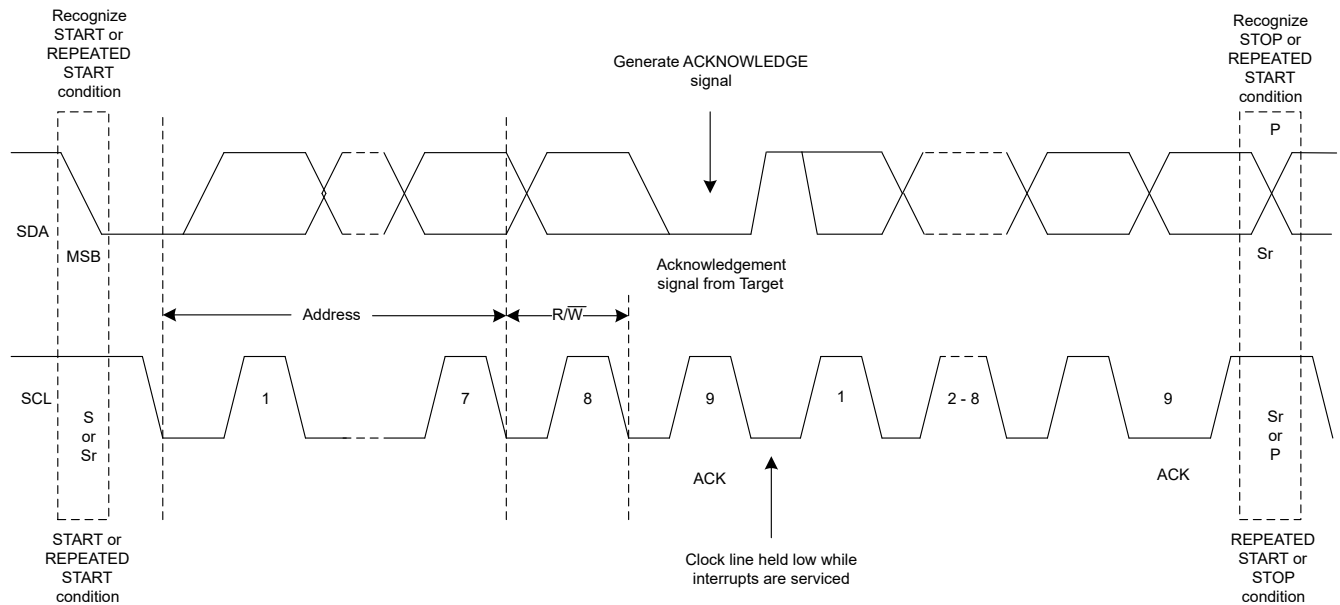 Recognize
START or
REPEATED
START
condition
Generate ACKNOWLEDGE
signal
Recognize
STOP or
REPEATED
START
condition
P
SDA
MSB
Acknowledgement
signal from Target
Sr
Address
R/W̅
SCL
S
or
Sr
1
7
8
9
1
2 - 8
9
Sr
or
P
ACK
ACK
START or
REPEATED
START
condition
Clock line held low while
interrupts are serviced
REPEATED
START or
STOP
condition